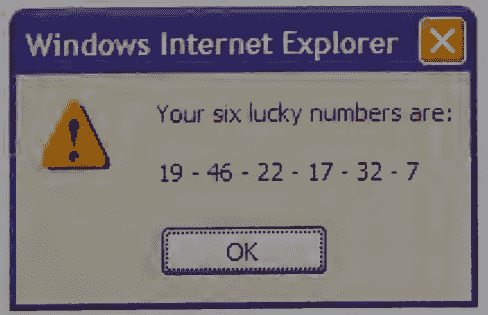 Windows Internet Explorer
Your six lucky numbers are:
19 - 46 - 22 - 17 - 32 - 7
OK